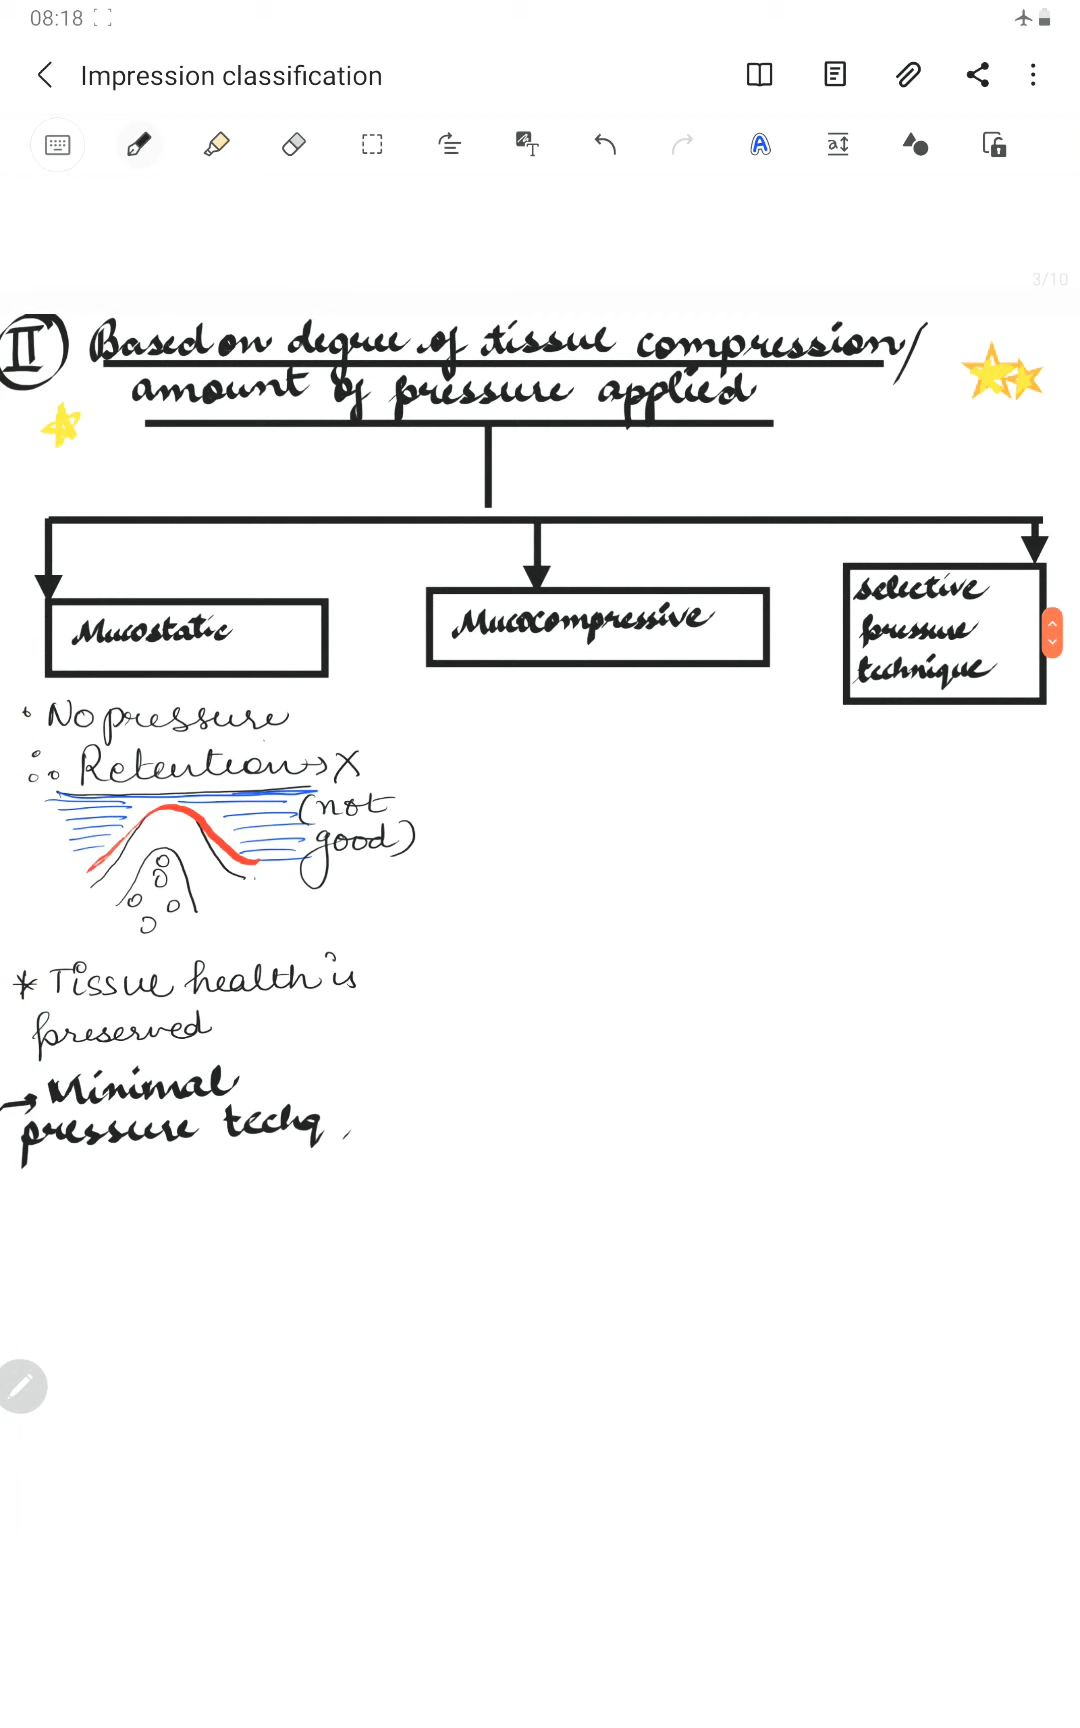 08:18
Impression classification
3/10
II Based on degree of tissue compression/
amount of pressure applied
Mucostatic
Mucocompressive
selective
pressure
technique
• No pressure
∴ Retention → X
(not
good)
* Tissue health is
preserved
→ Minimal
pressure techq.